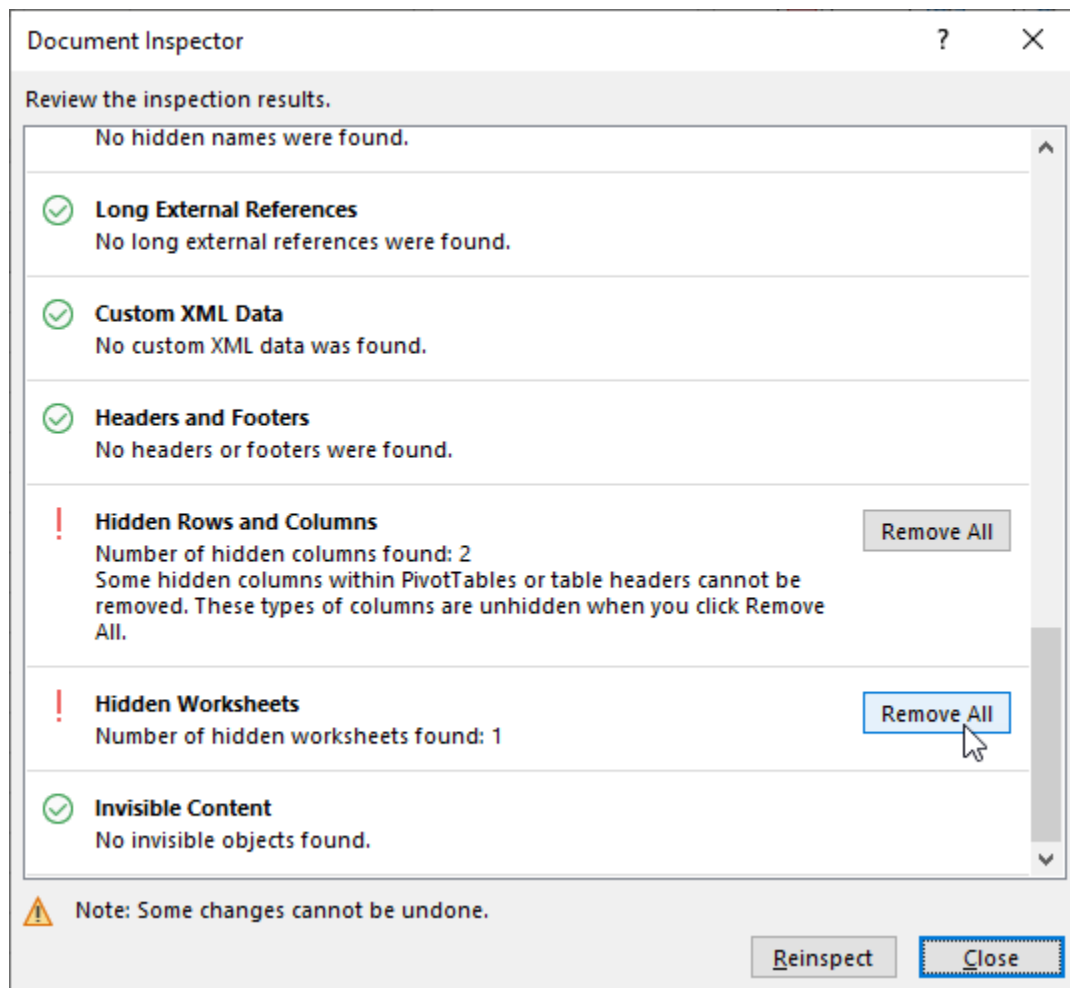 Document Inspector
?
Review the inspection results.
No hidden names were found.
Long External References
No long external references were found.
Custom XML Data
No custom XML data was found.
Headers and Footers
No headers or footers were found.
Hidden Rows and Columns
Remove All
Number of hidden columns found: 2
Some hidden columns within PivotTables or table headers cannot be
removed. These types of columns are unhidden when you click Remove
All.
Hidden Worksheets
Remove All
Number of hidden worksheets found: 1
Invisible Content
No invisible objects found.
Note: Some changes cannot be undone.
Reinspect
Close